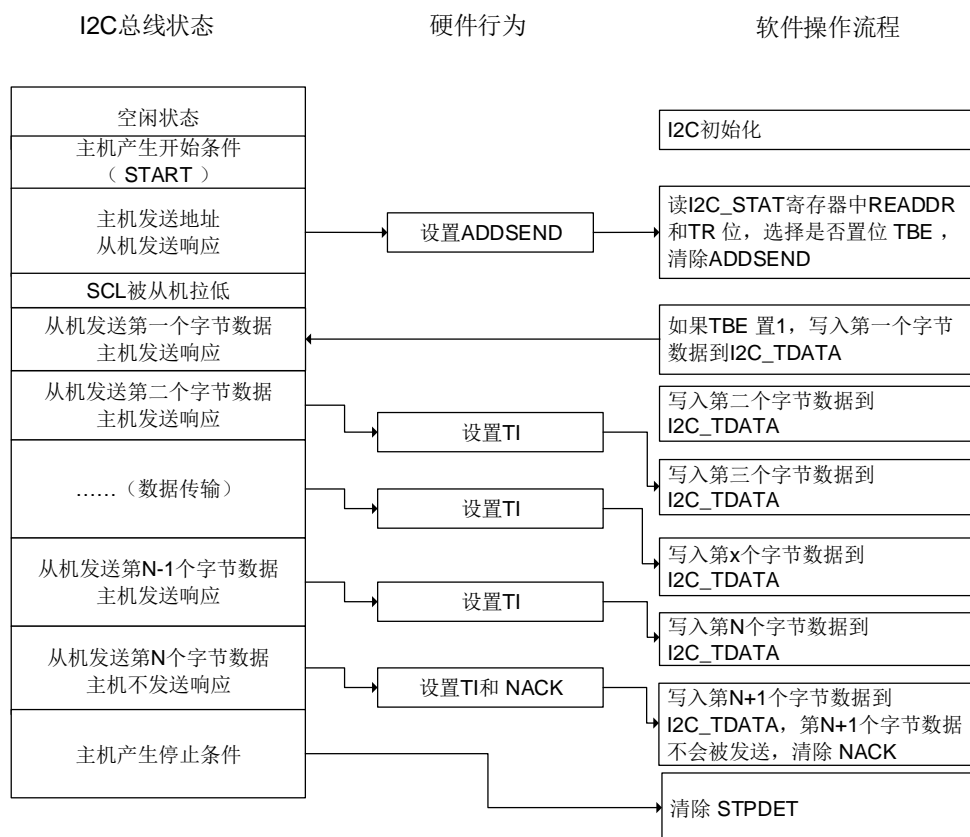 I2C总线状态
硬件行为
软件操作流程
空闲状态
I2C初始化
主机产生开始条件
（ START ）
主机发送地址
从机发送响应
设置ADDSEND
读I2C_STAT寄存器中READDR
和TR 位，选择是否置位 TBE ，
清除ADDSEND
SCL被从机拉低
从机发送第一个字节数据
主机发送响应
如果TBE 置1，写入第一个字节
数据到I2C_TDATA
从机发送第二个字节数据
主机发送响应
设置TI
写入第二个字节数据到
I2C_TDATA
写入第三个字节数据到
I2C_TDATA
……（数据传输）
设置TI
写入第x个字节数据到
I2C_TDATA
从机发送第N-1个字节数据
主机发送响应
设置TI
写入第N个字节数据到
I2C_TDATA
从机发送第N个字节数据
主机不发送响应
设置TI和 NACK
写入第N+1个字节数据到
I2C_TDATA，第N+1个字节数据
不会被发送，清除 NACK
主机产生停止条件
清除 STPDET